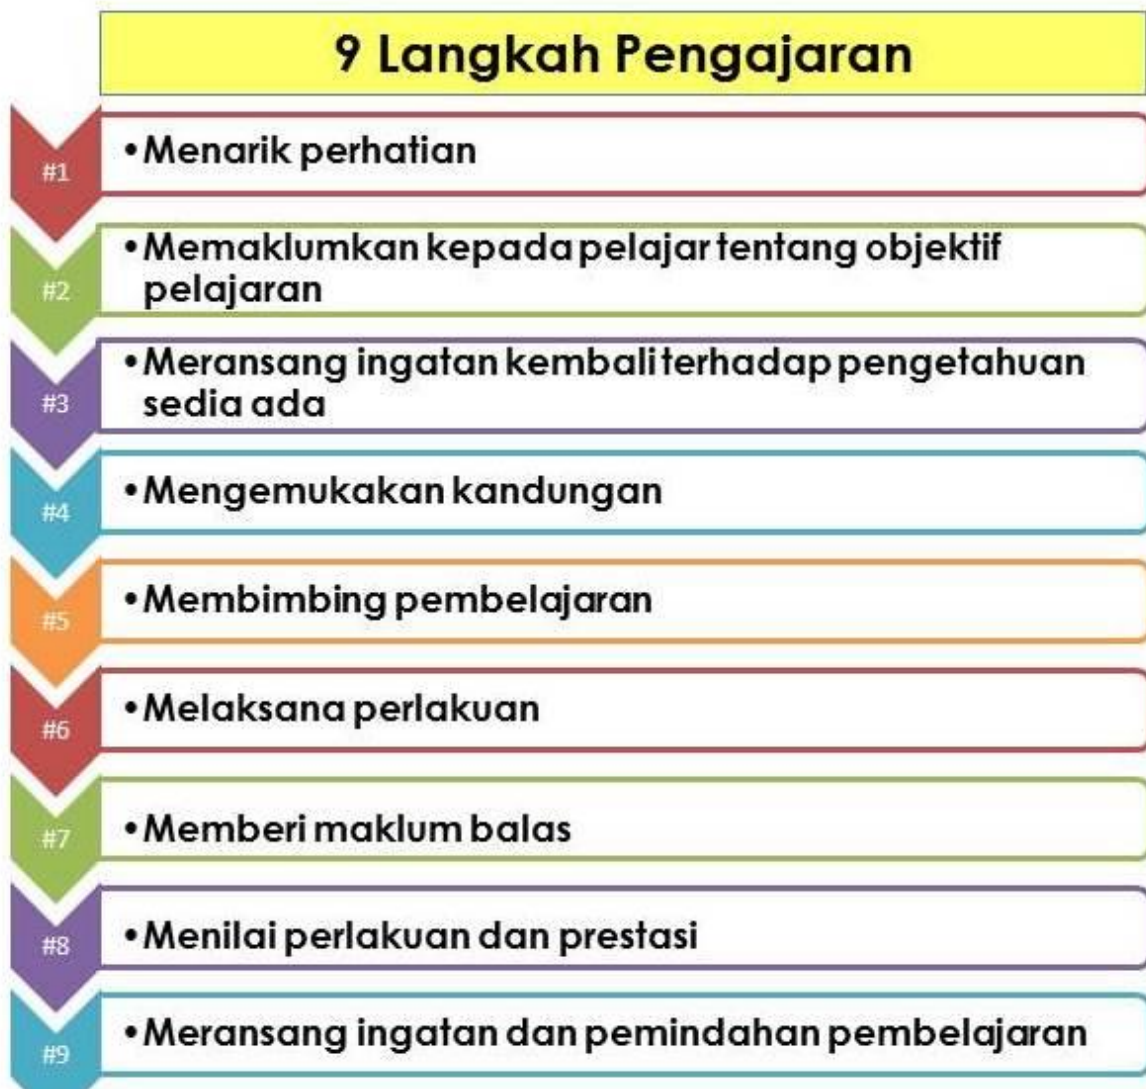 9 Langkah Pengajaran
#1
•Menarik perhatian
#2
•Memaklumkan kepada pelajar tentang objektif
pelajaran
#3
•Meransang ingatan kembali terhadap pengetahuan
sedia ada
#4
•Mengemukakan kandungan
#5
•Membimbing pembelajaran
#6
•Melaksana perlakuan
#7
•Memberi maklum balas
#8
•Menilai perlakuan dan prestasi
#9
•Meransang ingatan dan pemindahan pembelajaran